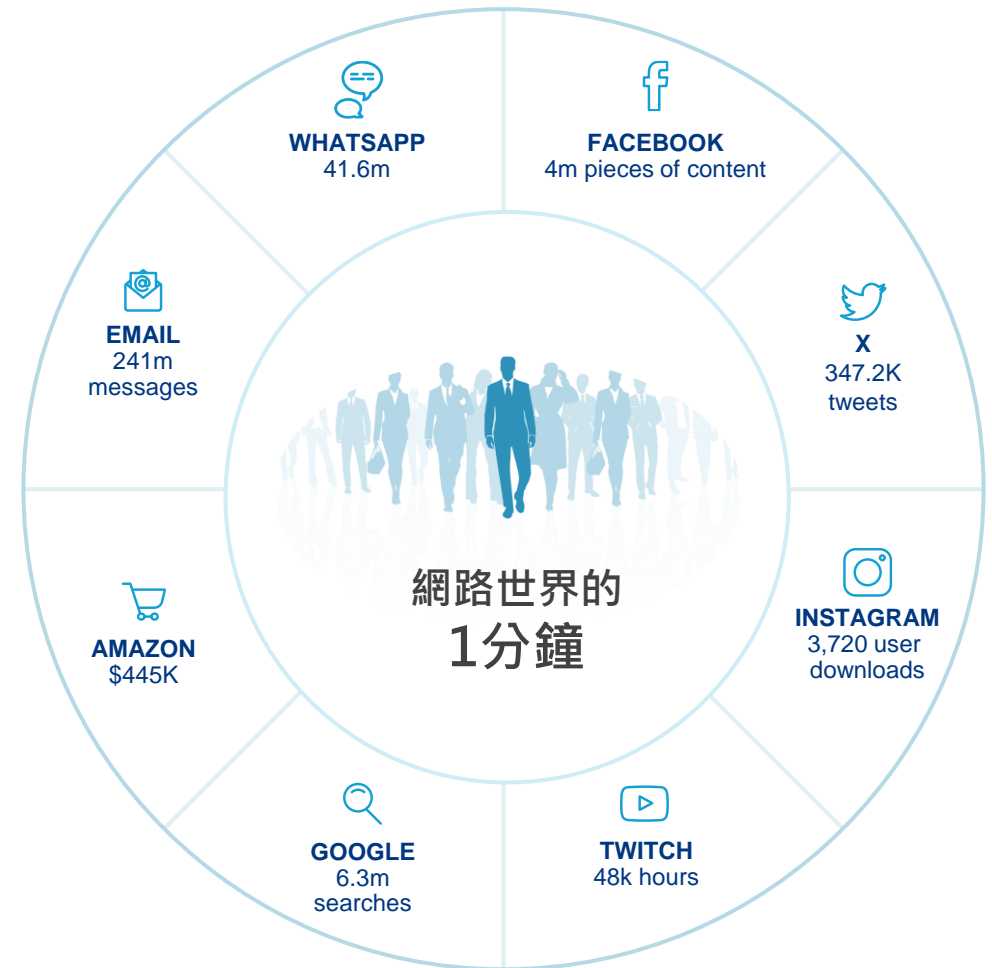 WHATSAPP
41.6m
FACEBOOK
4m pieces of content
EMAIL
241m
messages
X
347.2K
tweets
網路世界的
1分鐘
AMAZON
$445K
INSTAGRAM
3,720 user
downloads
GOOGLE
6.3m
searches
TWITCH
48k hours